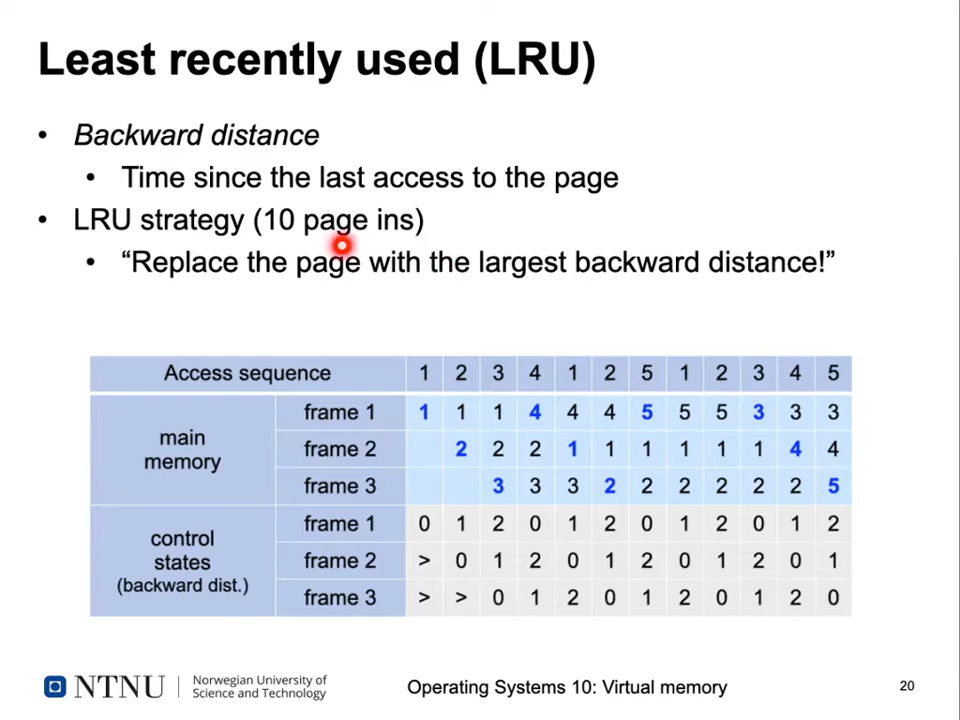 Least recently used (LRU)
• Backward distance
• Time since the last access to the page
• LRU strategy (10 page ins)
• “Replace the page with the largest backward distance!”
Access sequence 1 2 3 4 1 2 5 1 2 3 4 5
main memory
frame 1 1 1 1 4 4 4 5 5 5 3 3 3
frame 2 2 2 2 1 1 1 1 1 1 4 4
frame 3 3 3 3 2 2 2 2 2 2 5
control states (backward dist.)
frame 1 0 1 2 0 1 2 0 1 2 0 1 2
frame 2 > 0 1 2 0 1 2 0 1 2 0 1
frame 3 > > 0 1 2 0 1 2 0 1 2 0
NTNU
Norwegian University of
Science and Technology
Operating Systems 10: Virtual memory
20